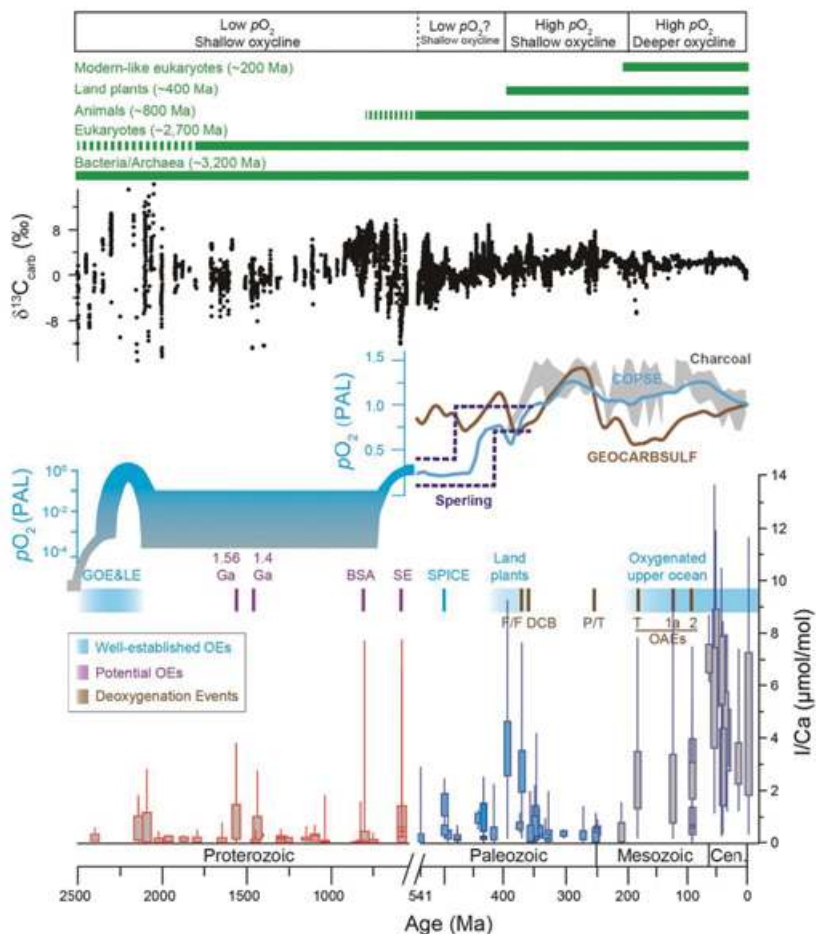 Low pO2
Shallow oxycline
Low pO2?
Shallow oxycline
High pO2
Shallow oxycline
High pO2
Deeper oxycline
Modern-like eukaryotes (~200 Ma)
Land plants (~400 Ma)
Animals (~800 Ma)
Eukaryotes (~2,700 Ma)
Bacteria/Archaea (~3,200 Ma)
δ13Ccarb (‰)
8
0
-8
pO2 (PAL)
1.5
1.0
0.5
Charcoal
COPSE
GEOCARBSULF
Sperling
pO2 (PAL)
10^0
10^-2
10^-4
GOE&LE
1.56
Ga
1.4
Ga
BSA
SE
SPICE
Land
plants
Oxygenated
upper ocean
F/F DCB
P/T
T
1a
2
OAEs
Well-established OEs
Potential OEs
Deoxygenation Events
14
12
10
8
6
4
2
0
I/Ca (μmol/mol)
Proterozoic
Paleozoic
Mesozoic
Cen.
2500
2000
1500
1000
541
400
300
200
100
0
Age (Ma)